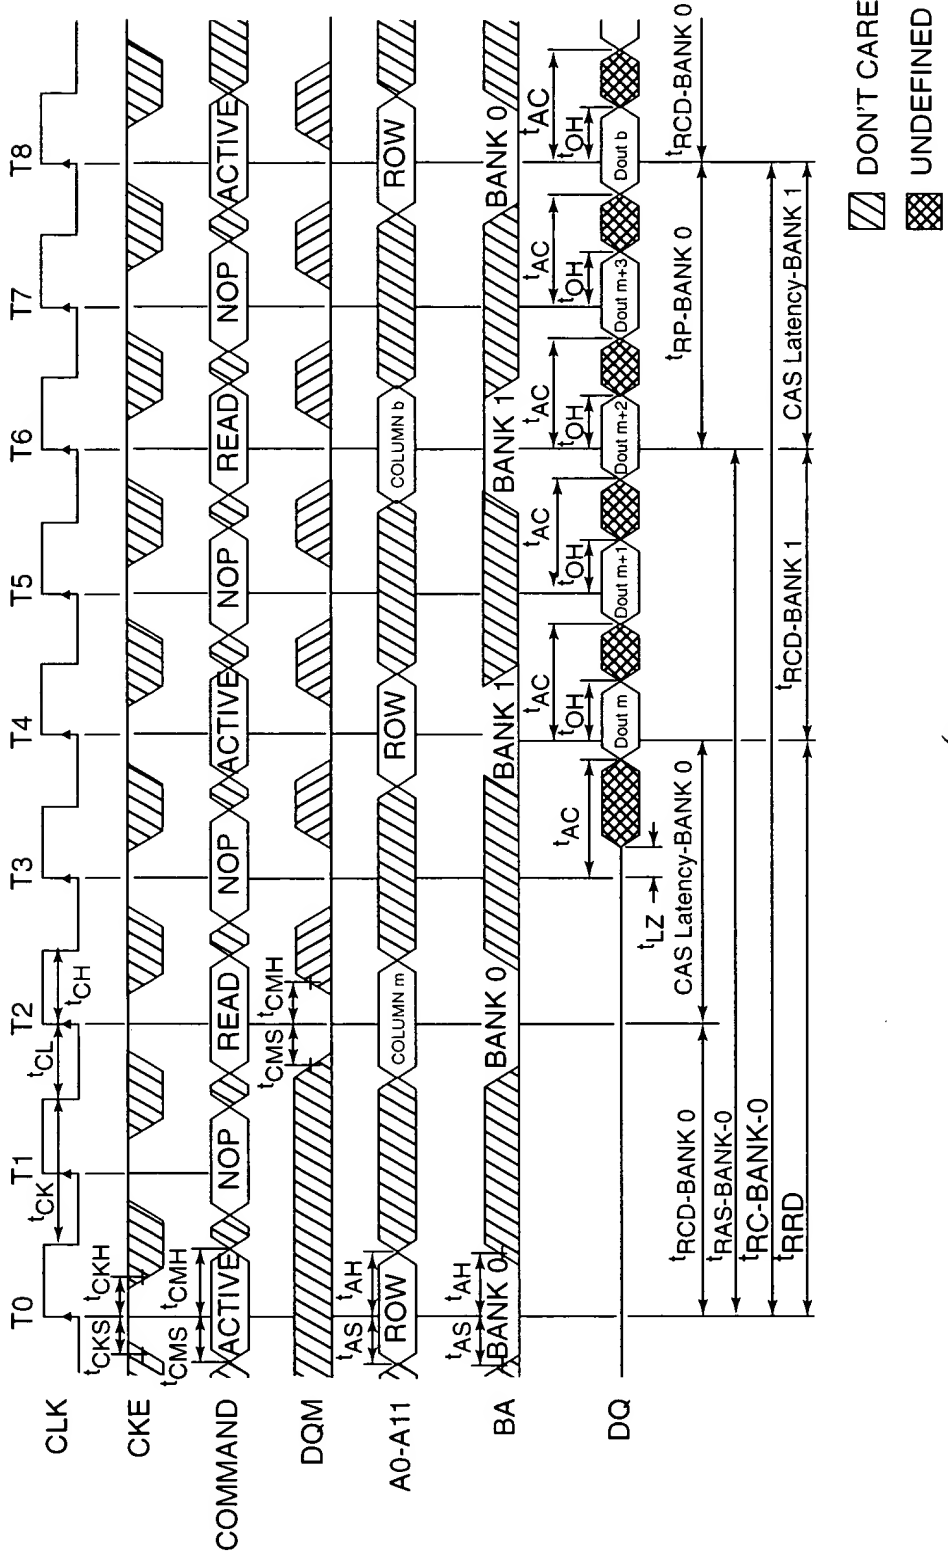 T0 T1 T2 T3 T4 T5 T6 T7 T8
CLK
tCK tCL tCH
CKE
tCKS tCKH
COMMAND
tCMS tCMH
ACTIVE NOP READ NOP ACTIVE NOP READ NOP ACTIVE
DQM
tCMS tCMH
A0-A11
tAS tAH
ROW COLUMN m ROW COLUMN b ROW
BA
tAS tAH
BANK 0 BANK 0 BANK 1 BANK 1 BANK 0
tAC tAC tAC tAC tAC tAC
tOH tOH tOH tOH tOH
DQ
Dout m Dout m+1 Dout m+2 Dout m+3 Dout b
tLZ
tRCD-BANK 0 CAS Latency-BANK 0 tRP-BANK 0 tRCD-BANK 0
tRAS-BANK-0
tRC-BANK-0
tRRD tRCD-BANK 1 CAS Latency-BANK 1
DON'T CARE
UNDEFINED